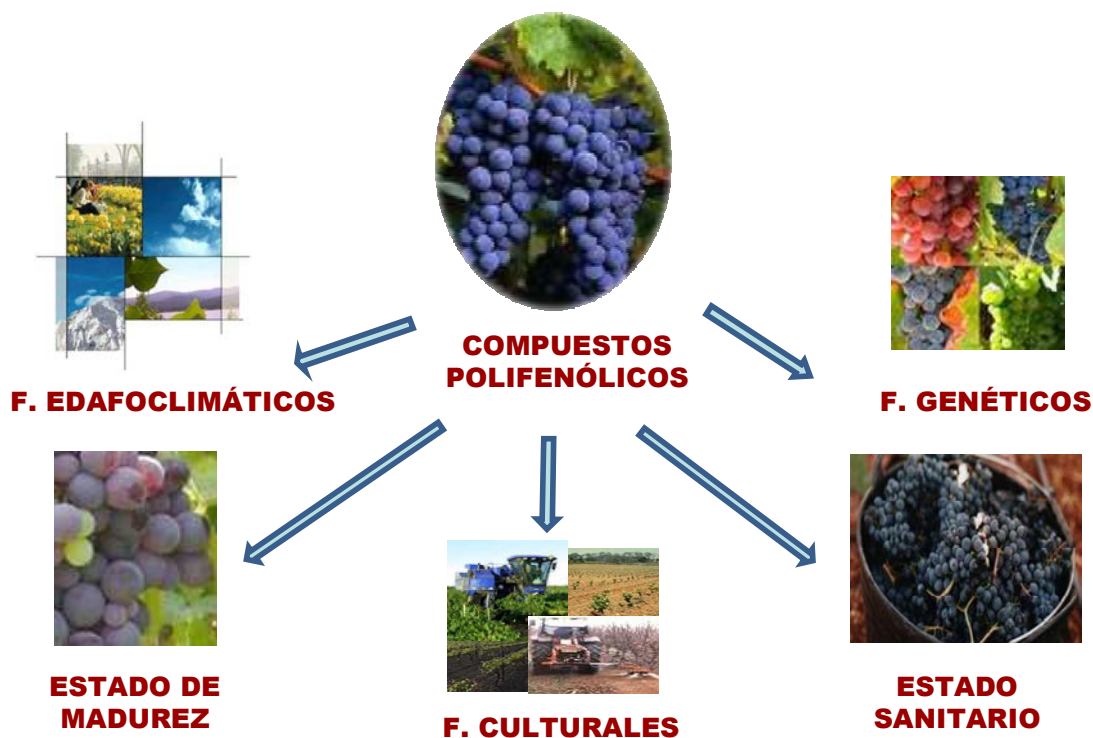 COMPUESTOS
POLIFENÓLICOS
F. EDAFOCLIMÁTICOS
F. GENÉTICOS
ESTADO DE
MADUREZ
F. CULTURALES
ESTADO
SANITARIO